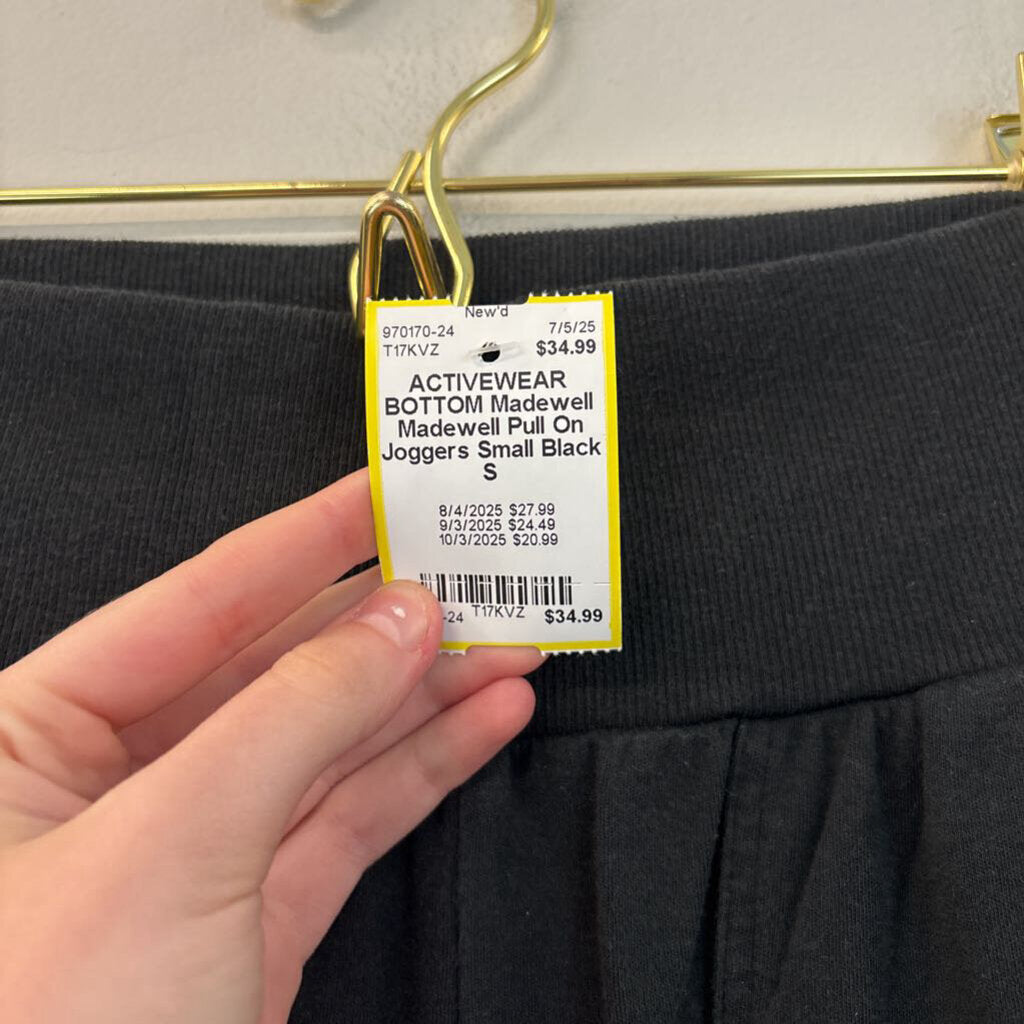 New'd
970170-24 7/5/25
T17KVZ $34.99
ACTIVEWEAR
BOTTOM Madewell
Madewell Pull On
Joggers Small Black
S
8/4/2025 $27.99
9/3/2025 $24.49
10/3/2025 $20.99
-24 T17KVZ $34.99